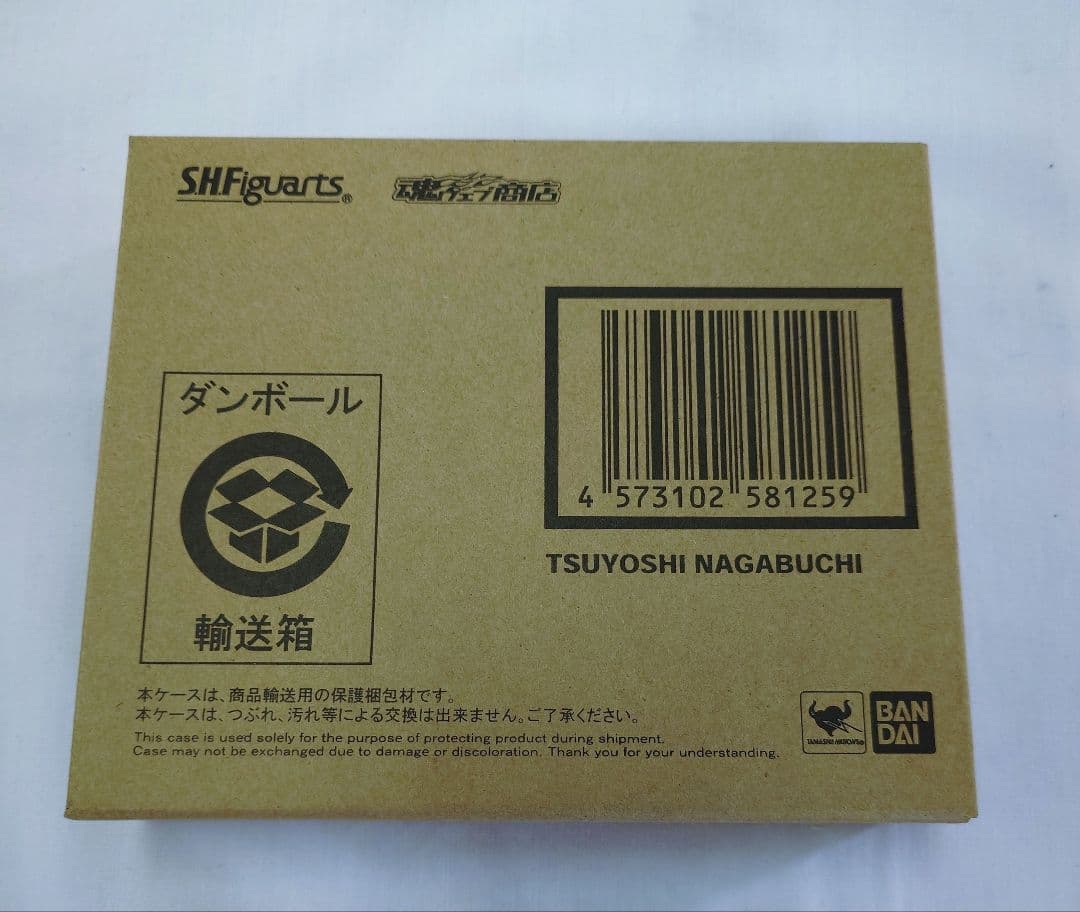 S.H.Figuarts®
魂ウェブ商店
4 573102 581259
TSUYOSHI NAGABUCHI
ダンボール
輸送箱
本ケースは、商品輸送用の保護梱包材です。
本ケースは、つぶれ、汚れ等による交換は出来ません。ご了承ください。
This case is used solely for the purpose of protecting product during shipment.
Case may not be exchanged due to damage or discoloration. Thank you for your understanding.
TAMASHII NATIONS®
BAN
DAI